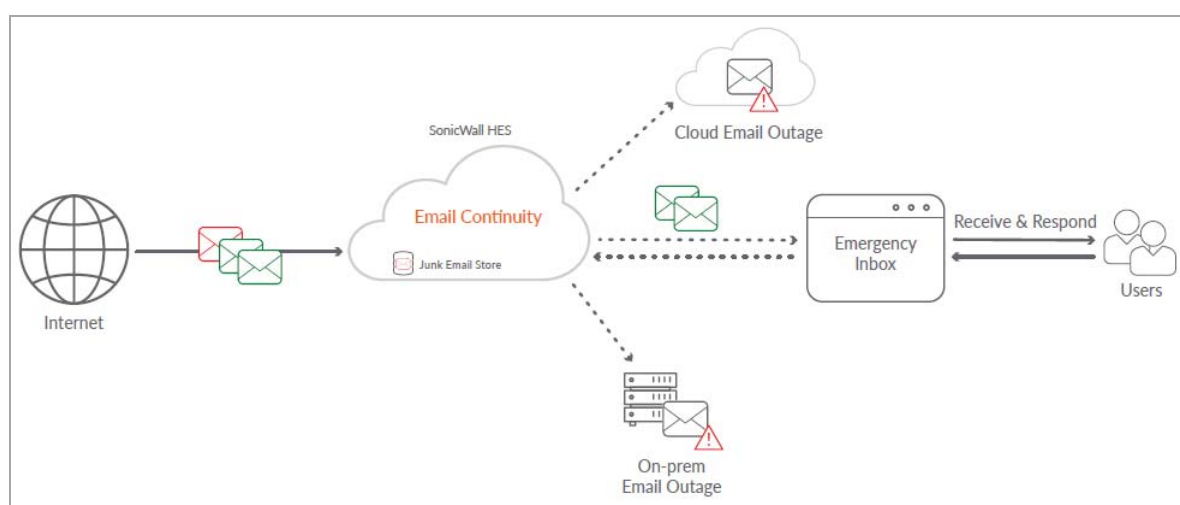 SonicWall HES
Email Continuity
Junk Email Store
Internet
Cloud Email Outage
Emergency
Inbox
Receive & Respond
Users
On-prem
Email Outage